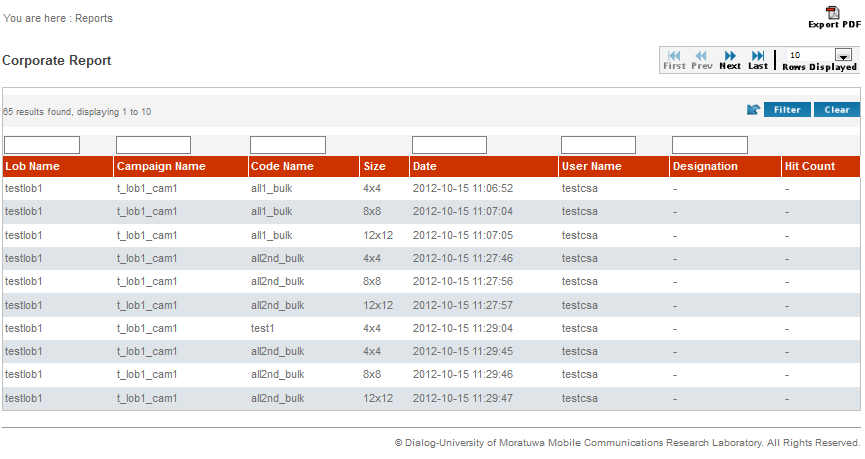 You are here : Reports
Export PDF
Corporate Report
First Prev Next Last 10 Rows Displayed
65 results found, displaying 1 to 10
Filter Clear
Lob Name Campaign Name Code Name Size Date User Name Designation Hit Count
testlob1 t_lob1_cam1 all1_bulk 4x4 2012-10-15 11:06:52 testcsa - -
testlob1 t_lob1_cam1 all1_bulk 8x8 2012-10-15 11:07:04 testcsa - -
testlob1 t_lob1_cam1 all1_bulk 12x12 2012-10-15 11:07:05 testcsa - -
testlob1 t_lob1_cam1 all2nd_bulk 4x4 2012-10-15 11:27:46 testcsa - -
testlob1 t_lob1_cam1 all2nd_bulk 8x8 2012-10-15 11:27:56 testcsa - -
testlob1 t_lob1_cam1 all2nd_bulk 12x12 2012-10-15 11:27:57 testcsa - -
testlob1 t_lob1_cam1 test1 4x4 2012-10-15 11:29:04 testcsa - -
testlob1 t_lob1_cam1 all2nd_bulk 4x4 2012-10-15 11:29:45 testcsa - -
testlob1 t_lob1_cam1 all2nd_bulk 8x8 2012-10-15 11:29:46 testcsa - -
testlob1 t_lob1_cam1 all2nd_bulk 12x12 2012-10-15 11:29:47 testcsa - -
© Dialog-University of Moratuwa Mobile Communications Research Laboratory. All Rights Reserved.